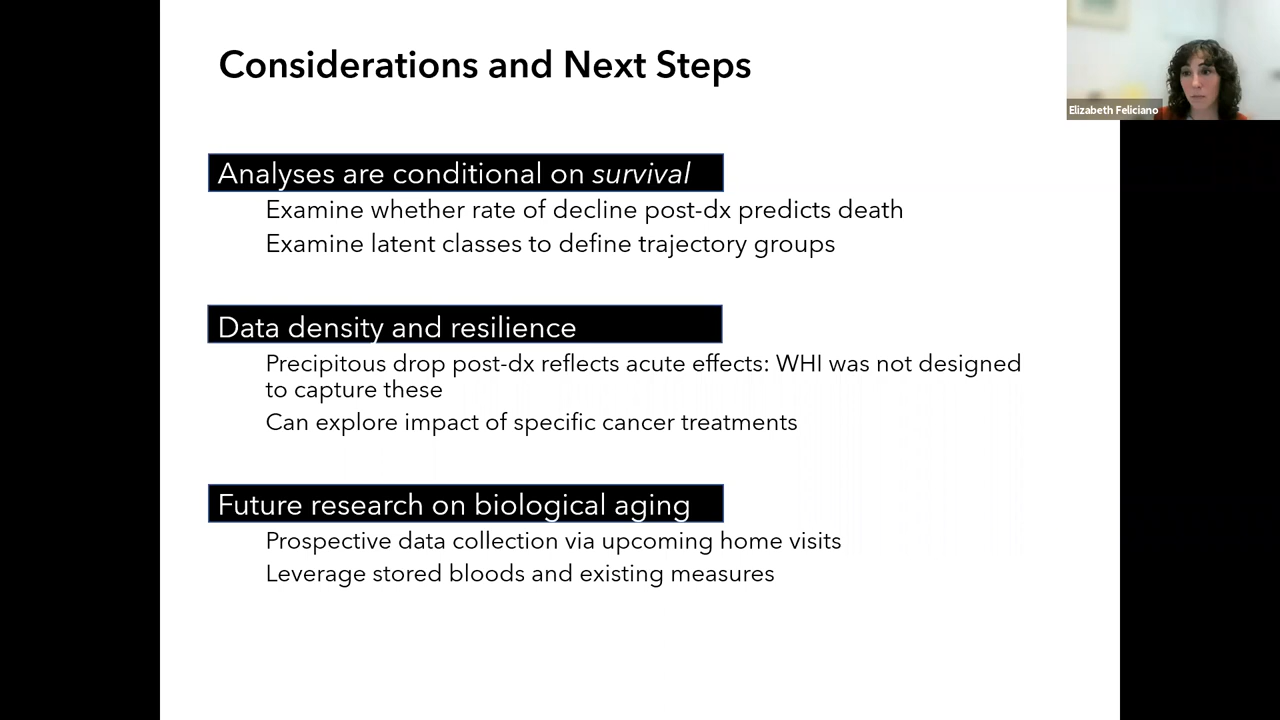 Considerations and Next Steps
Elizabeth Feliciano
Analyses are conditional on survival
Examine whether rate of decline post-dx predicts death
Examine latent classes to define trajectory groups
Data density and resilience
Precipitous drop post-dx reflects acute effects: WHI was not designed
to capture these
Can explore impact of specific cancer treatments
Future research on biological aging
Prospective data collection via upcoming home visits
Leverage stored bloods and existing measures